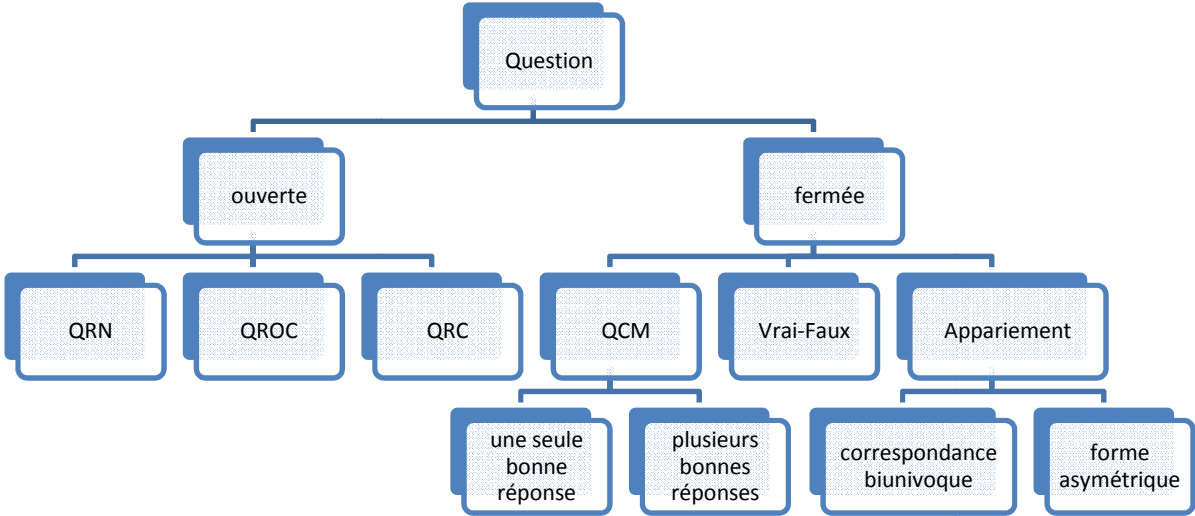 Question
ouverte
fermée
QRN
QROC
QRC
QCM
Vrai-Faux
Appariement
une seule
bonne
réponse
plusieurs
bonnes
réponses
correspondance
biunivoque
forme
asymétrique